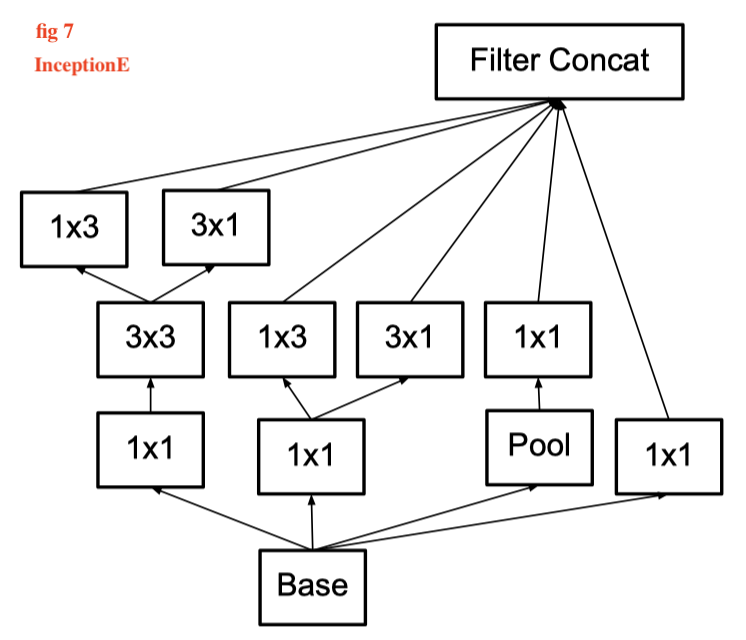 fig 7
InceptionE
Filter Concat
1x3
3x1
3x3
1x3
3x1
1x1
1x1
1x1
Pool
1x1
Base